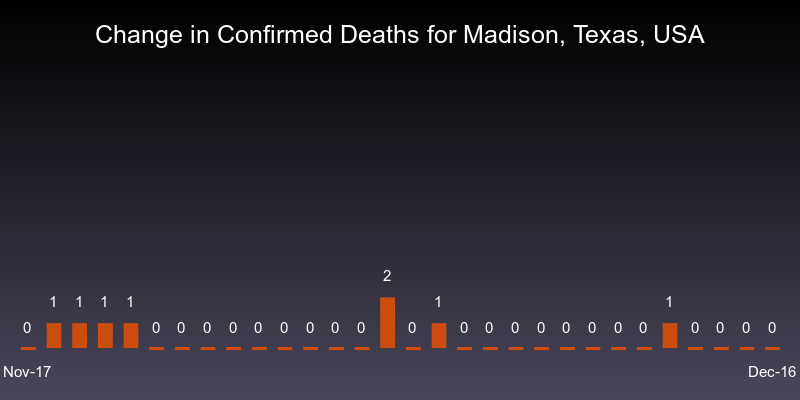 Change in Confirmed Deaths for Madison, Texas, USA
2
1 1 1 1 1 1
0 0 0 0 0 0 0 0 0 0 0 0 0 0 0 0 0 0 0 0 0 0 0
Nov-17 Dec-16